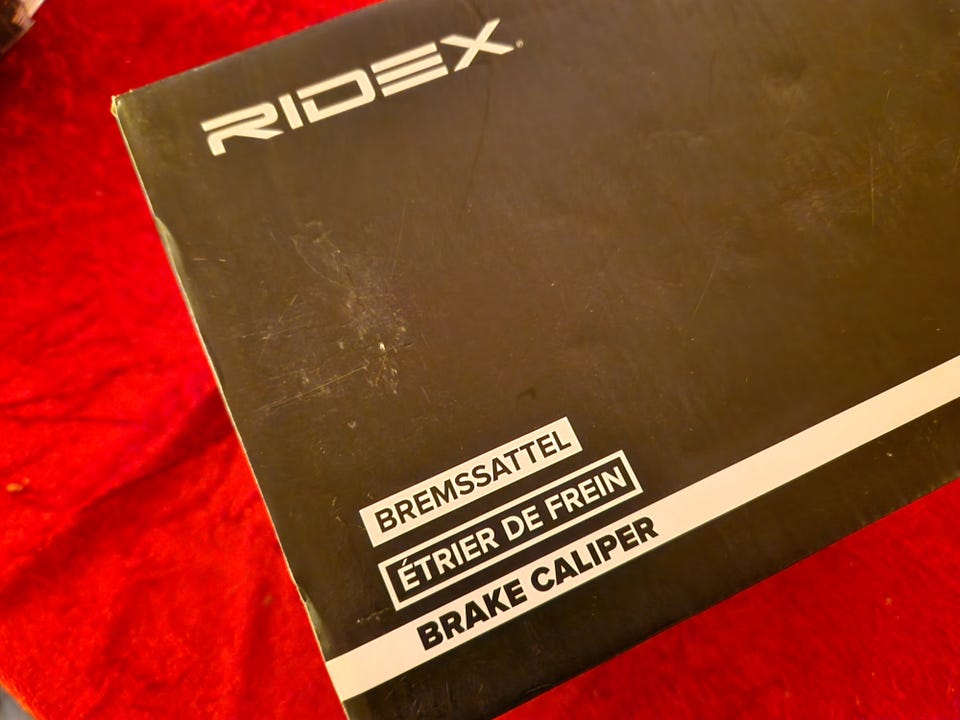 RIDEX
BREMSSATTEL
ÉTRIER DE FREIN
BRAKE CALIPER